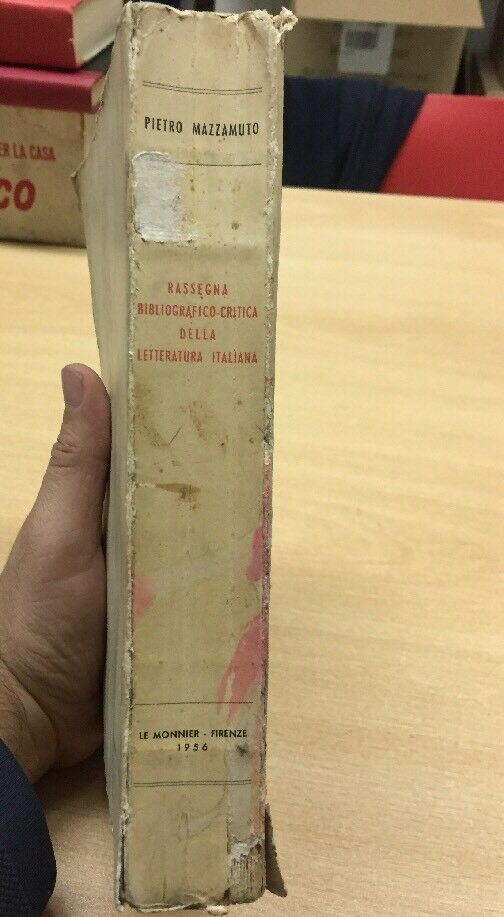 PIETRO MAZZAMUTO
RASSEGNA
BIBLIOGRAFICO-CRITICA
DELLA
LETTERATURA ITALIANA
LE MONNIER - FIRENZE
1956
ER LA CASA
CO